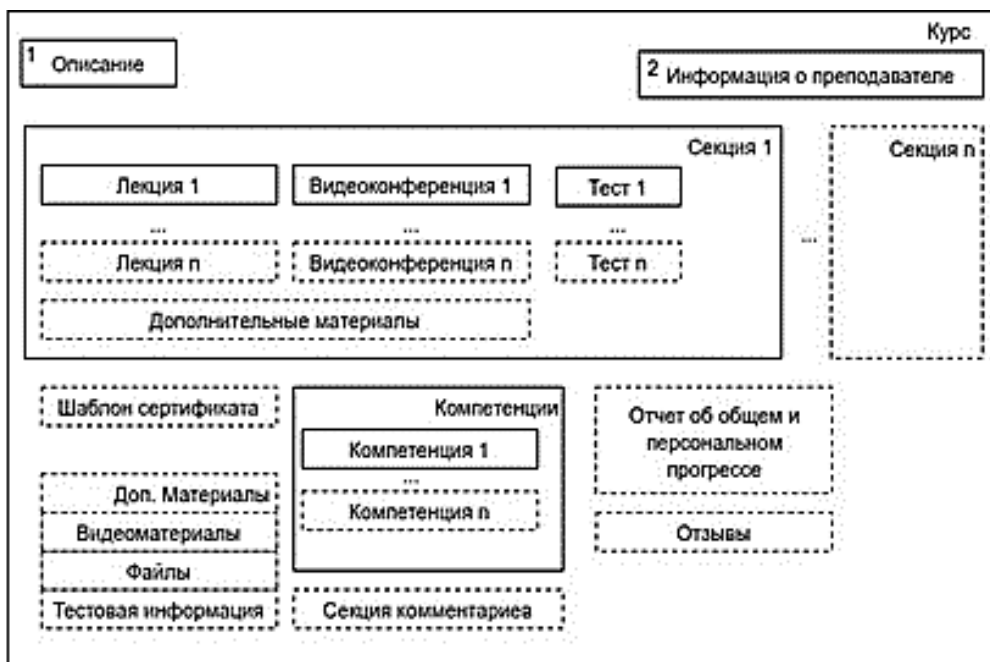 Курс
1 Описание
2 Информация о преподавателе
Секция 1
Секция n
Лекция 1
Видеоконференция 1
Тест 1
...
...
...
...
Лекция n
Видеоконференция n
Тест n
Дополнительные материалы
Шаблон сертификата
Компетенции
Компетенция 1
...
Компетенция n
Отчет об общем и
персональном
прогрессе
Доп. Материалы
Видеоматериалы
Файлы
Тестовая информация
Отзывы
Секция комментариев